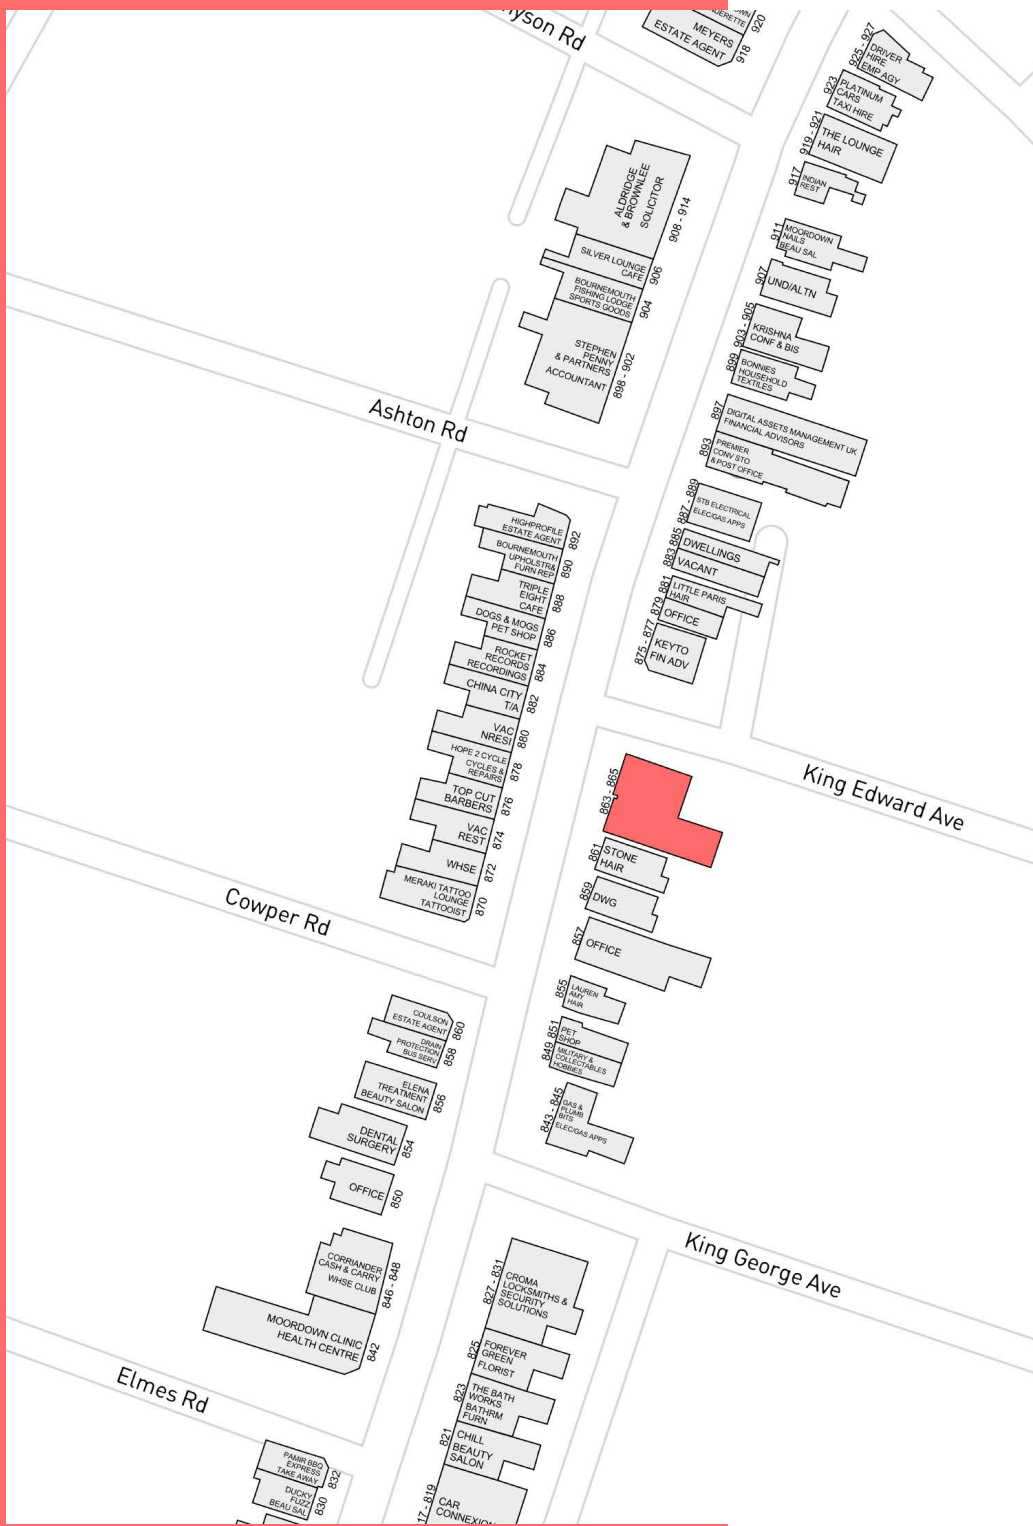 nyson Rd
MEYERS
ESTATE AGENT
918
920
925 - 927
DRIVER
HIRE
EMP AGY
923
PLATINUM
CARS
TAXI HIRE
919 - 921
THE LOUNGE
HAIR
917
INDIAN
REST
911
MOORDOWN
NAILS
BEAU SAL
907
UND/ALTN
903 - 905
KRISHNA
CONF & BIS
899
BONNIES
HOUSEHOLD
TEXTILES
897
DIGITAL ASSETS MANAGEMENT UK
FINANCIAL ADVISORS
893
PREMIER
CONV STO
& POST OFFICE
887 - 889
STB ELECTRICAL
ELEC/GAS APPS
885
DWELLINGS
883
VACANT
881
LITTLE PARIS
HAIR
879
OFFICE
875 - 877
KEYTO
FIN ADV
ALDRIDGE
& BROWNLEE
SOLICITOR
908 - 914
SILVER LOUNGE
CAFE
906
BOURNEMOUTH
FISHING LODGE
SPORTS GOODS
904
STEPHEN
PENNY
& PARTNERS
ACCOUNTANT
898 - 902
Ashton Rd
HIGHPROFILE
ESTATE AGENT
892
BOURNEMOUTH
UPHOLSTR&
FURN REP
890
TRIPLE
EIGHT
CAFE
888
DOGS & MOGS
PET SHOP
886
ROCKET
RECORDS
RECORDINGS
884
CHINA CITY
T/A
882
VAC
NRESI
880
HOPE 2 CYCLE
CYCLES &
REPAIRS
878
TOP CUT
BARBERS
876
VAC
REST
874
WHSE
872
MERAKI TATTOO
LOUNGE
TATTOOIST
870
King Edward Ave
863 - 865
861
STONE
HAIR
859
DWG
857
OFFICE
855
LAUREN
AMY
HAIR
851
PET
SHOP
849
MILITARY &
COLLECTABLES
HOBBIES
843 - 845
GAS &
PLUMB
BITS
ELEC/GAS APPS
Cowper Rd
COULSON
ESTATE AGENT
860
DRAIN
PROTECTION
BUS SERV
858
ELENA
TREATMENT
BEAUTY SALON
856
DENTAL
SURGERY
854
OFFICE
850
CORRIANDER
CASH & CARRY
WHSE CLUB
846 - 848
MOORDOWN CLINIC
HEALTH CENTRE
842
King George Ave
827 - 831
CROMA
LOCKSMITHS &
SECURITY
SOLUTIONS
825
FOREVER
GREEN
FLORIST
823
THE BATH
WORKS
BATHRM
FURN
821
CHILL
BEAUTY
SALON
17 - 819
CAR
CONNEXION
Elmes Rd
PAMIR BBQ
EXPRESS
TAKE AWAY
832
DUCKY
FUZZ
BEAU SAL
830